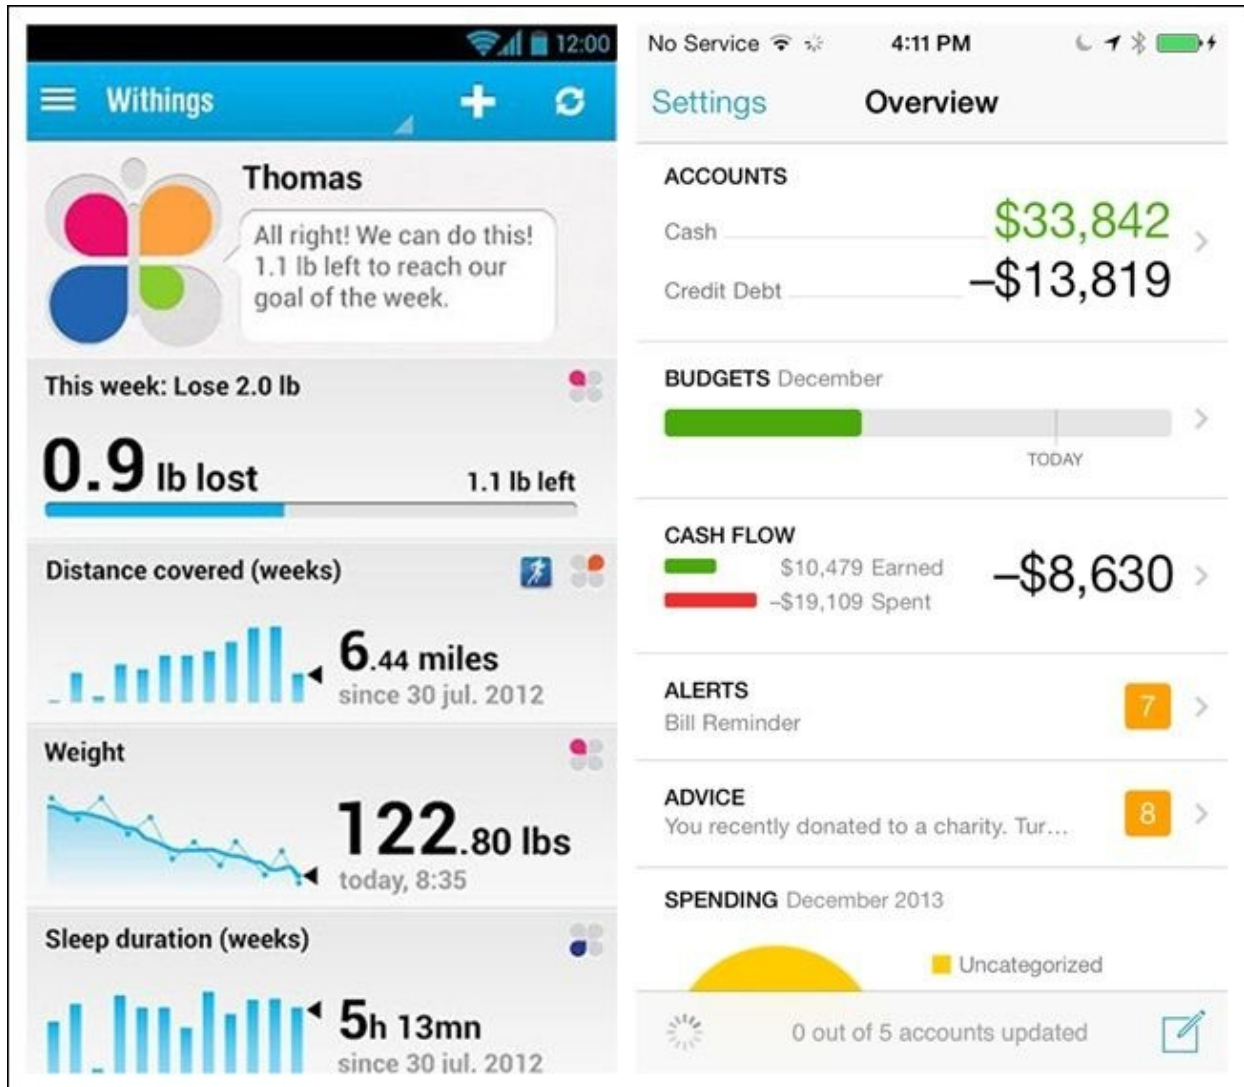 12:00
Withings
Thomas
All right! We can do this!
1.1 lb left to reach our
goal of the week.
This week: Lose 2.0 lb
0.9 lb lost
1.1 lb left
Distance covered (weeks)
6.44 miles
since 30 jul. 2012
Weight
122.80 lbs
today, 8:35
Sleep duration (weeks)
5h 13mn
since 30 jul. 2012
No Service
4:11 PM
Settings
Overview
ACCOUNTS
Cash $33,842
Credit Debt –$13,819
BUDGETS December
TODAY
CASH FLOW
$10,479 Earned
–$19,109 Spent
–$8,630
ALERTS
Bill Reminder
7
ADVICE
You recently donated to a charity. Tur...
8
SPENDING December 2013
Uncategorized
0 out of 5 accounts updated